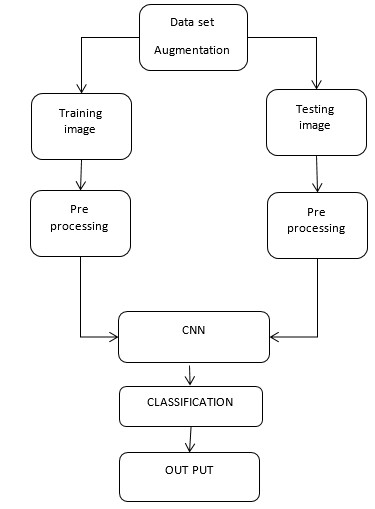 Data set
Augmentation
Training
image
Testing
image
Pre
processing
Pre
processing
CNN
CLASSIFICATION
OUT PUT